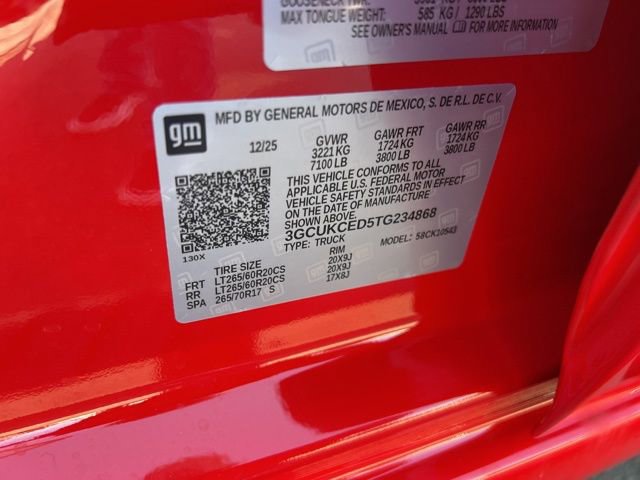 MAX TONGUE WEIGHT: 585 KG / 1290 LBS
SEE OWNER'S MANUAL FOR MORE INFORMATION
gm
MFD BY GENERAL MOTORS DE MEXICO, S. DE R.L. DE C.V.
12/25 GVWR GAWR FRT GAWR RR
3221 KG 1724 KG 1724 KG
7100 LB 3800 LB 3800 LB
THIS VEHICLE CONFORMS TO ALL
APPLICABLE U.S. FEDERAL MOTOR
VEHICLE SAFETY STANDARDS IN EFFECT
ON THE DATE OF MANUFACTURE
SHOWN ABOVE.
3GCUKCED5TG234868
TYPE: TRUCK MODEL: 58CK10543
130X
TIRE SIZE RIM
FRT LT265/60R20CS 20X9J
RR LT265/60R20CS 20X9J
SPA 265/70R17 S 17X8J